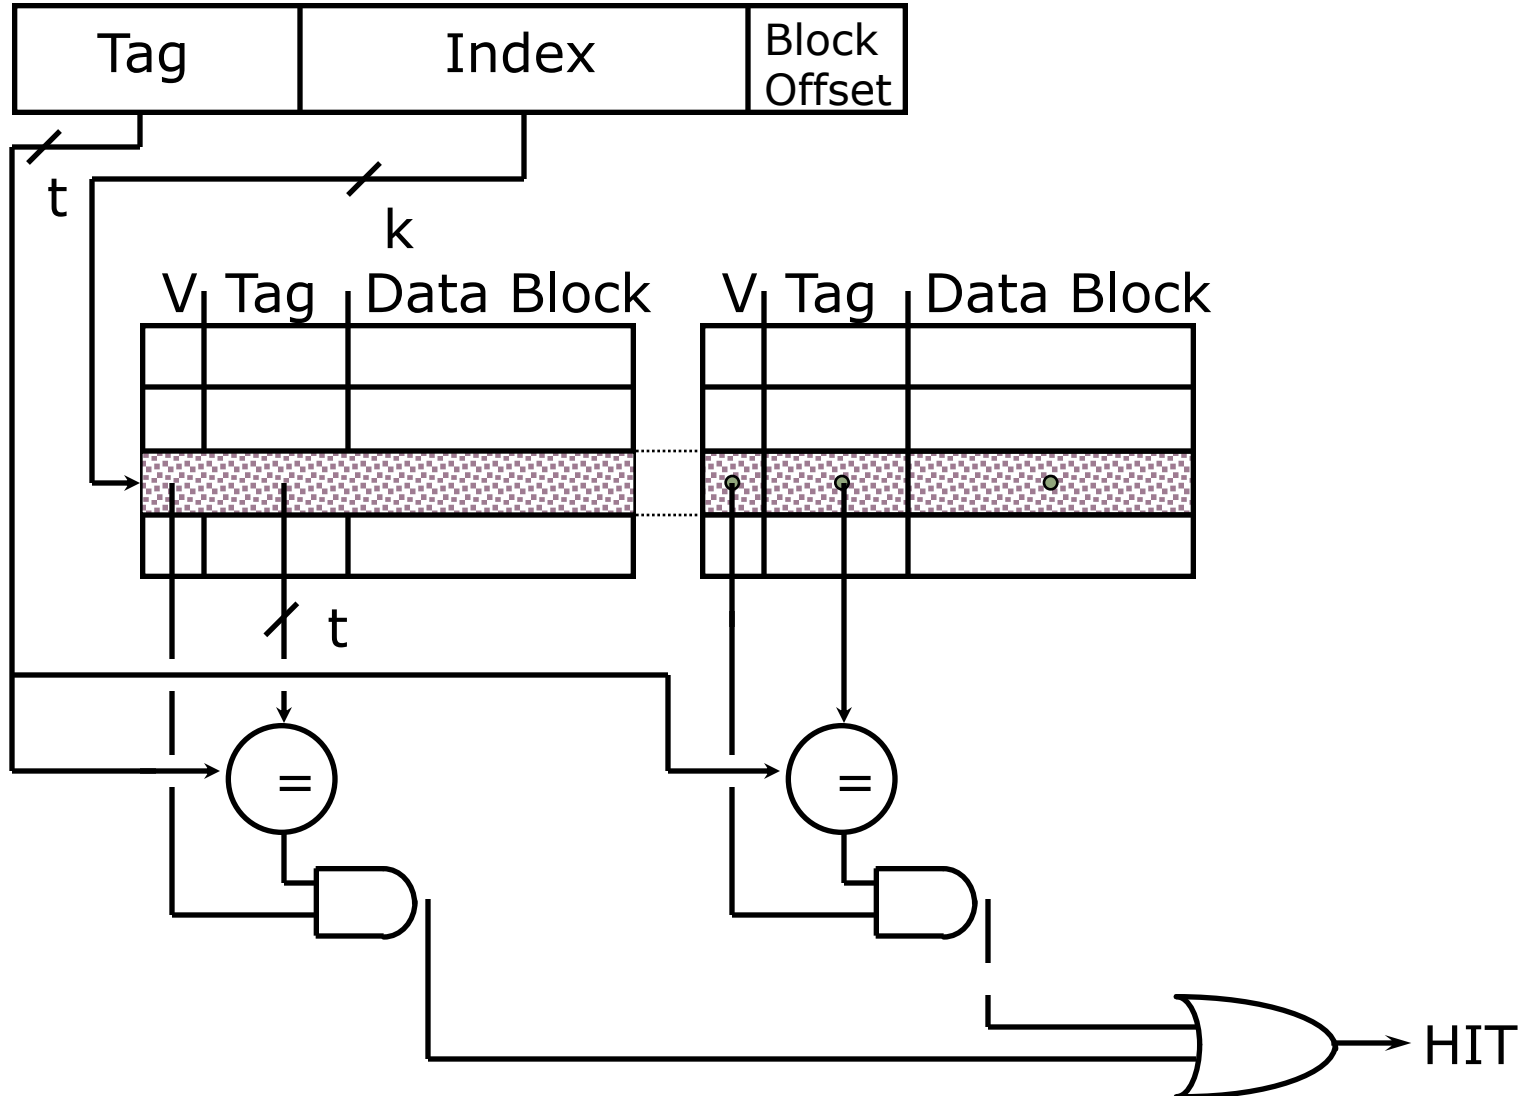 Tag Index Block Offset
t
k
V Tag Data Block V Tag Data Block
t
= =
HIT